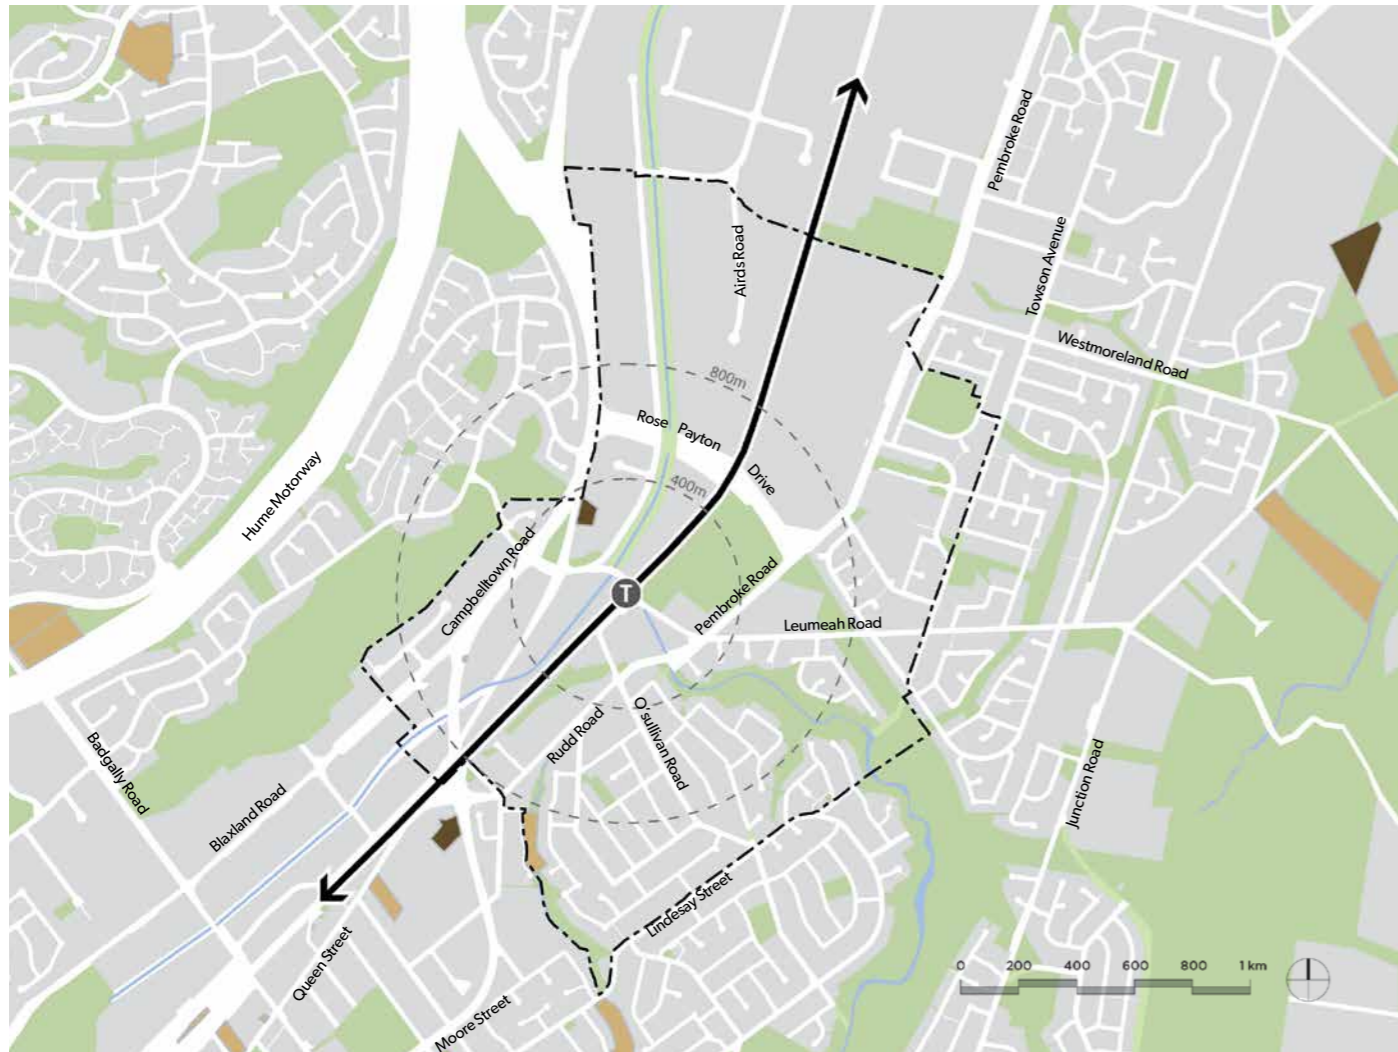 Pembroke Road
Airds Road
Towson Avenue
Westmoreland Road
800m
Rose Payton Drive
400m
Hume Motorway
Campbelltown Road
T
Pembroke Road
Leumeah Road
O'sullivan Road
Rudd Road
Badgally Road
Blaxland Road
Junction Road
Lindesay Street
Queen Street
Moore Street
0 200 400 600 800 1 km